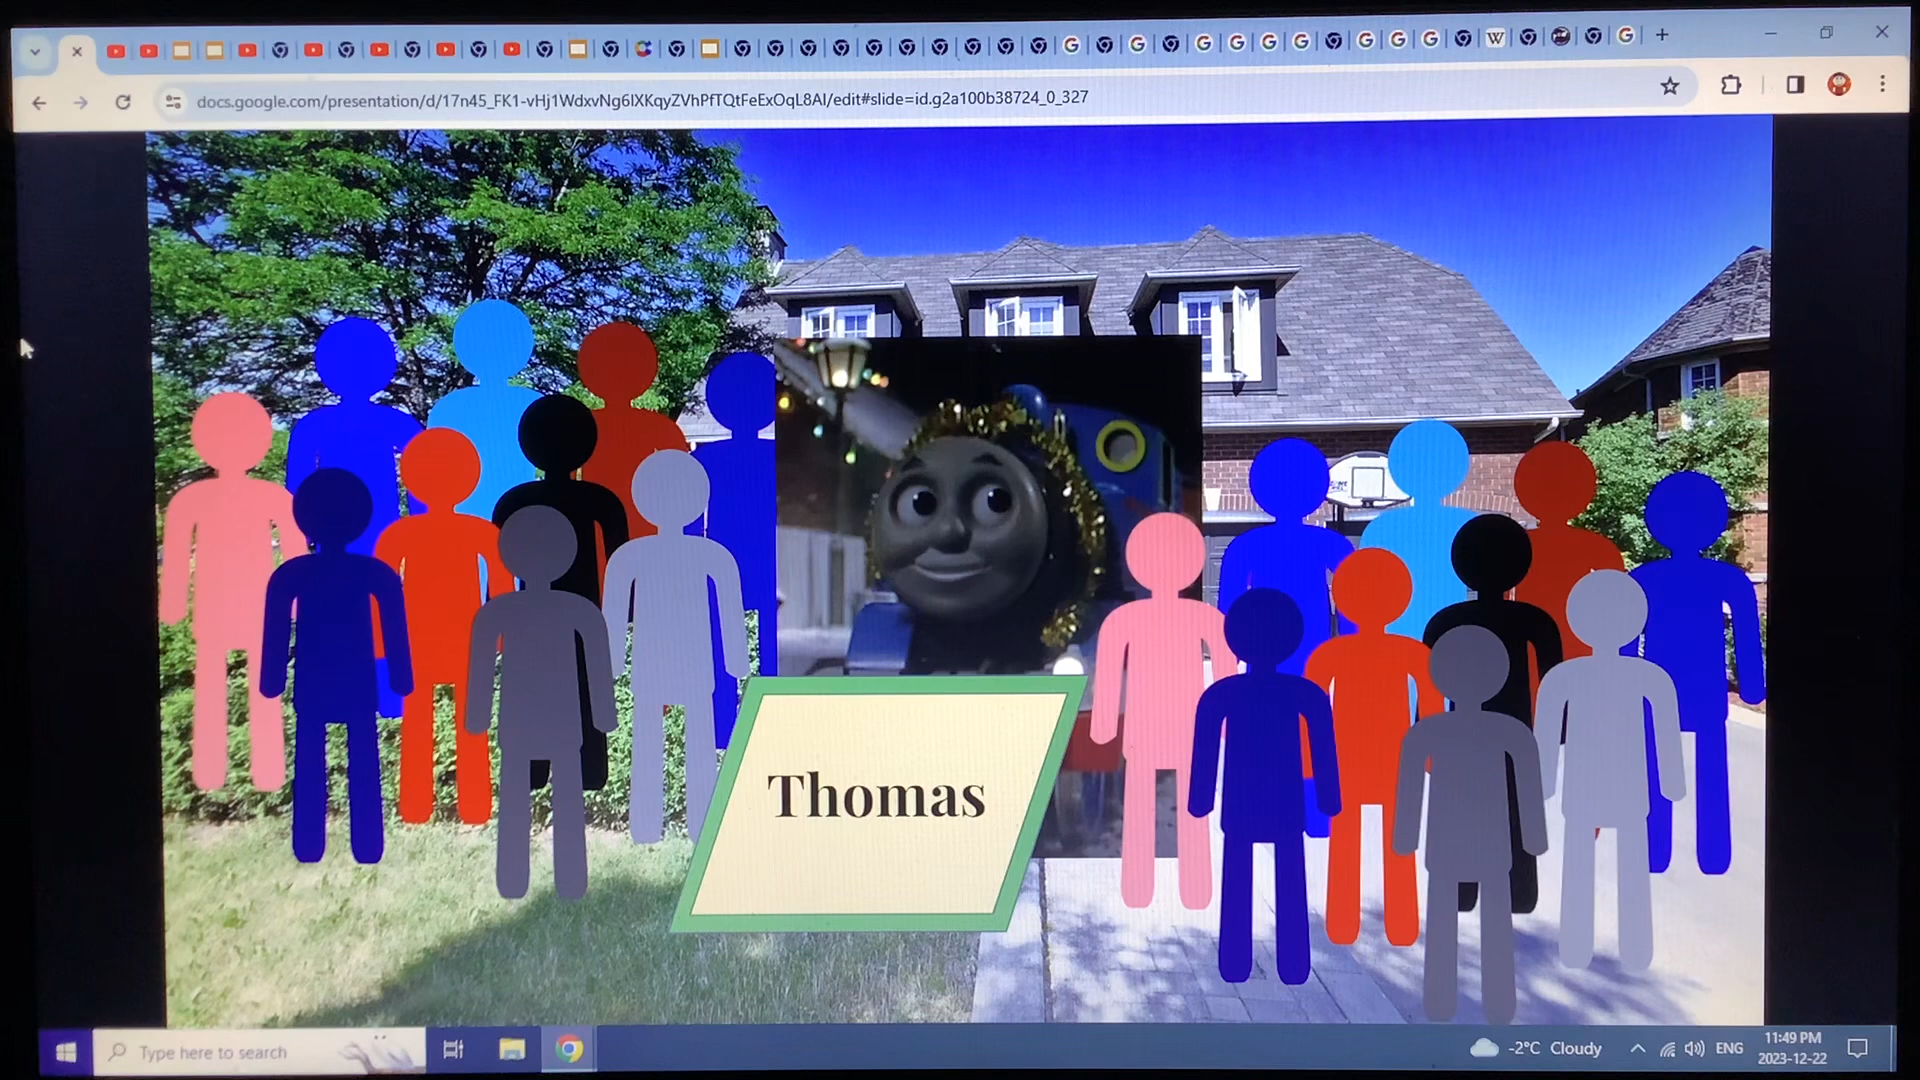 docs.google.com/presentation/d/17n45_FK1-vHj1WdxvNg6lXKqyZVhPfTQtFeExOqL8AI/edit#slide=id.g2a100b38724_0_327
Thomas
Type here to search
-2°C Cloudy
ENG
11:49 PM
2023-12-22